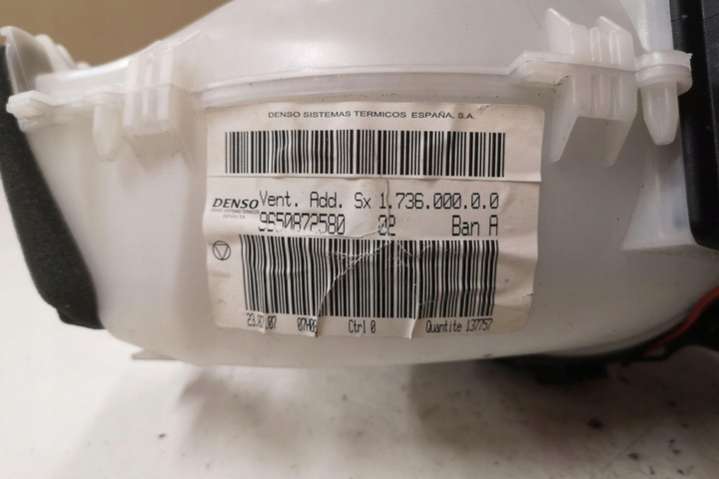 DENSO SISTEMAS TERMICOS ESPAÑA, S.A.
DENSO Vent. Add. Sx 1.736.000.0.0
9650872580 02 Ban A
Ctrl 0 Quantite 137757